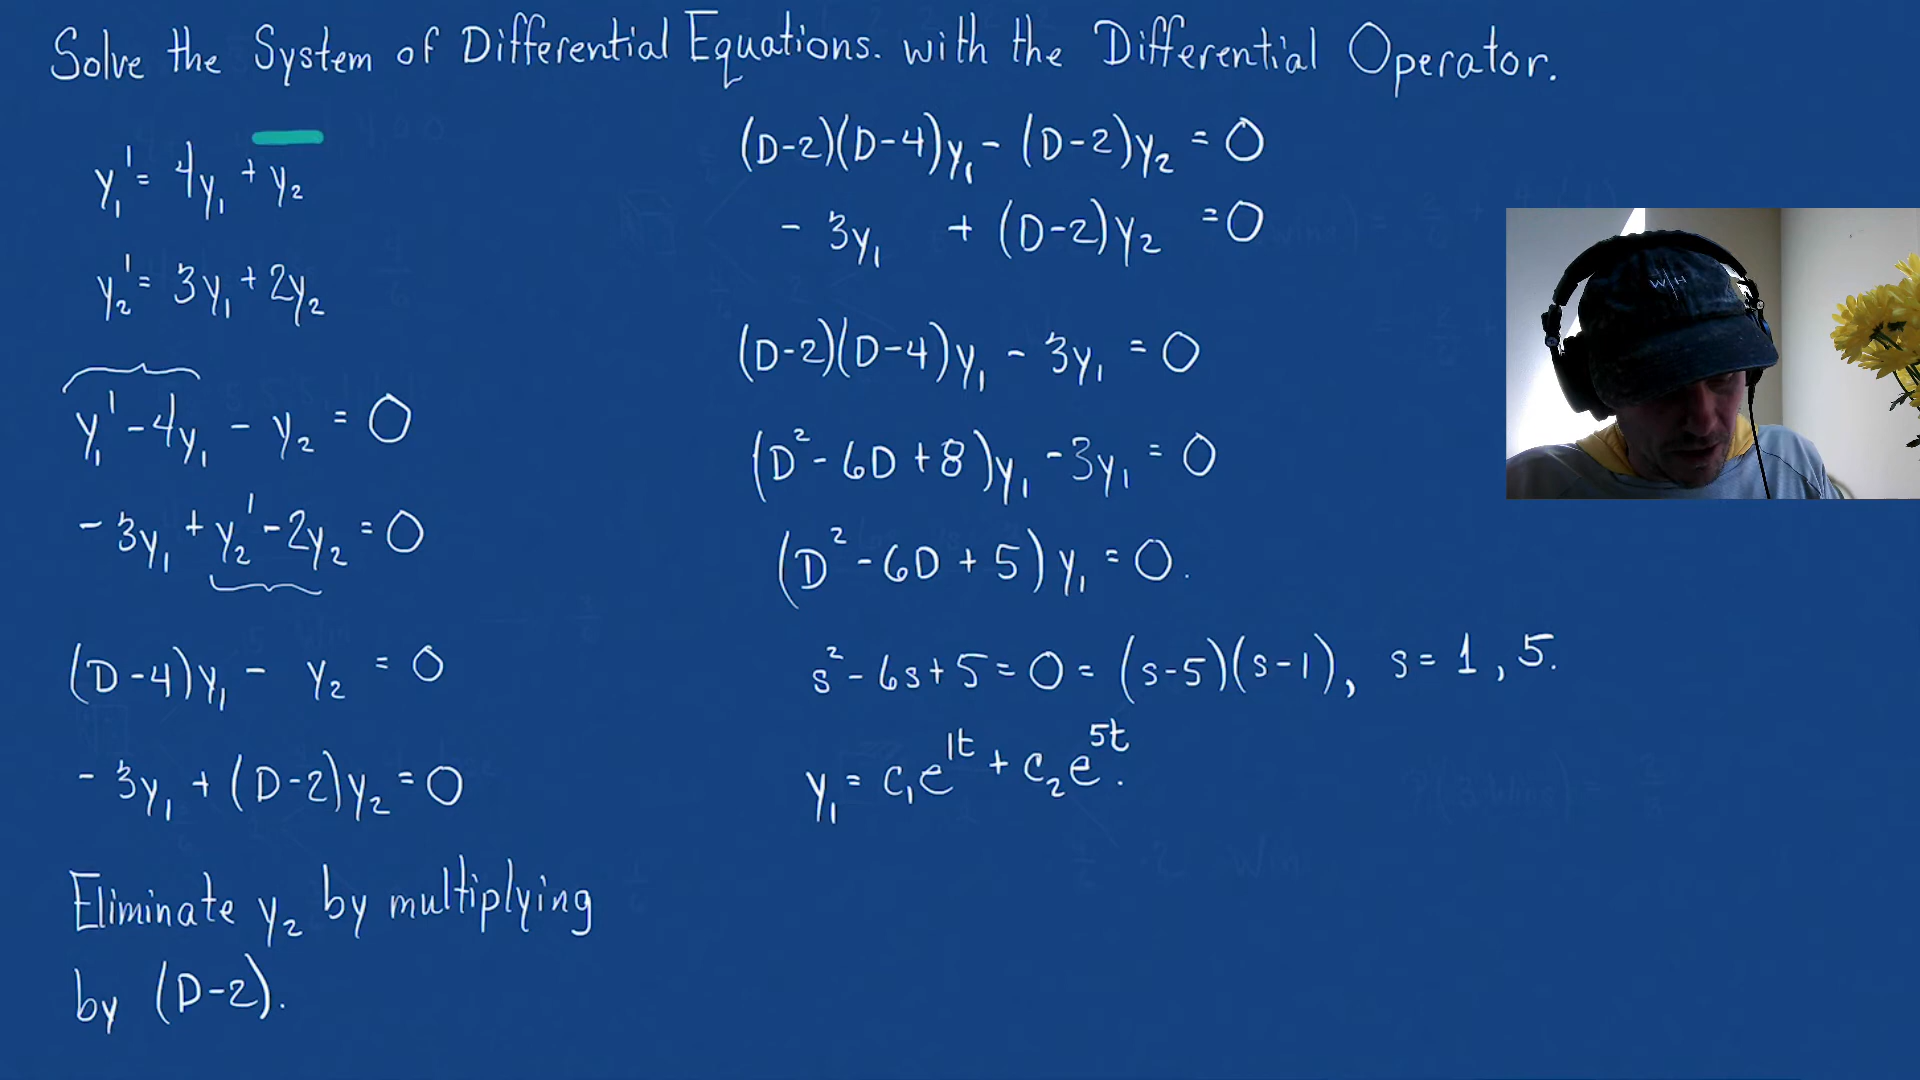 Solve the System of Differential Equations. with the Differential Operator.
y₁' = 4y₁ + y₂
y₂' = 3y₁ + 2y₂
y₁' - 4y₁ - y₂ = 0
- 3y₁ + y₂' - 2y₂ = 0
(D-4)y₁ - y₂ = 0
- 3y₁ + (D-2)y₂ = 0
Eliminate y₂ by multiplying
by (D-2).
(D-2)(D-4)y₁ - (D-2)y₂ = 0
- 3y₁ + (D-2)y₂ = 0
(D-2)(D-4)y₁ - 3y₁ = 0
(D² - 6D + 8)y₁ - 3y₁ = 0
(D² - 6D + 5)y₁ = 0.
s² - 6s + 5 = 0 = (s-5)(s-1), s = 1, 5.
y₁ = c₁e^{1t} + c₂e^{5t}.
W|H